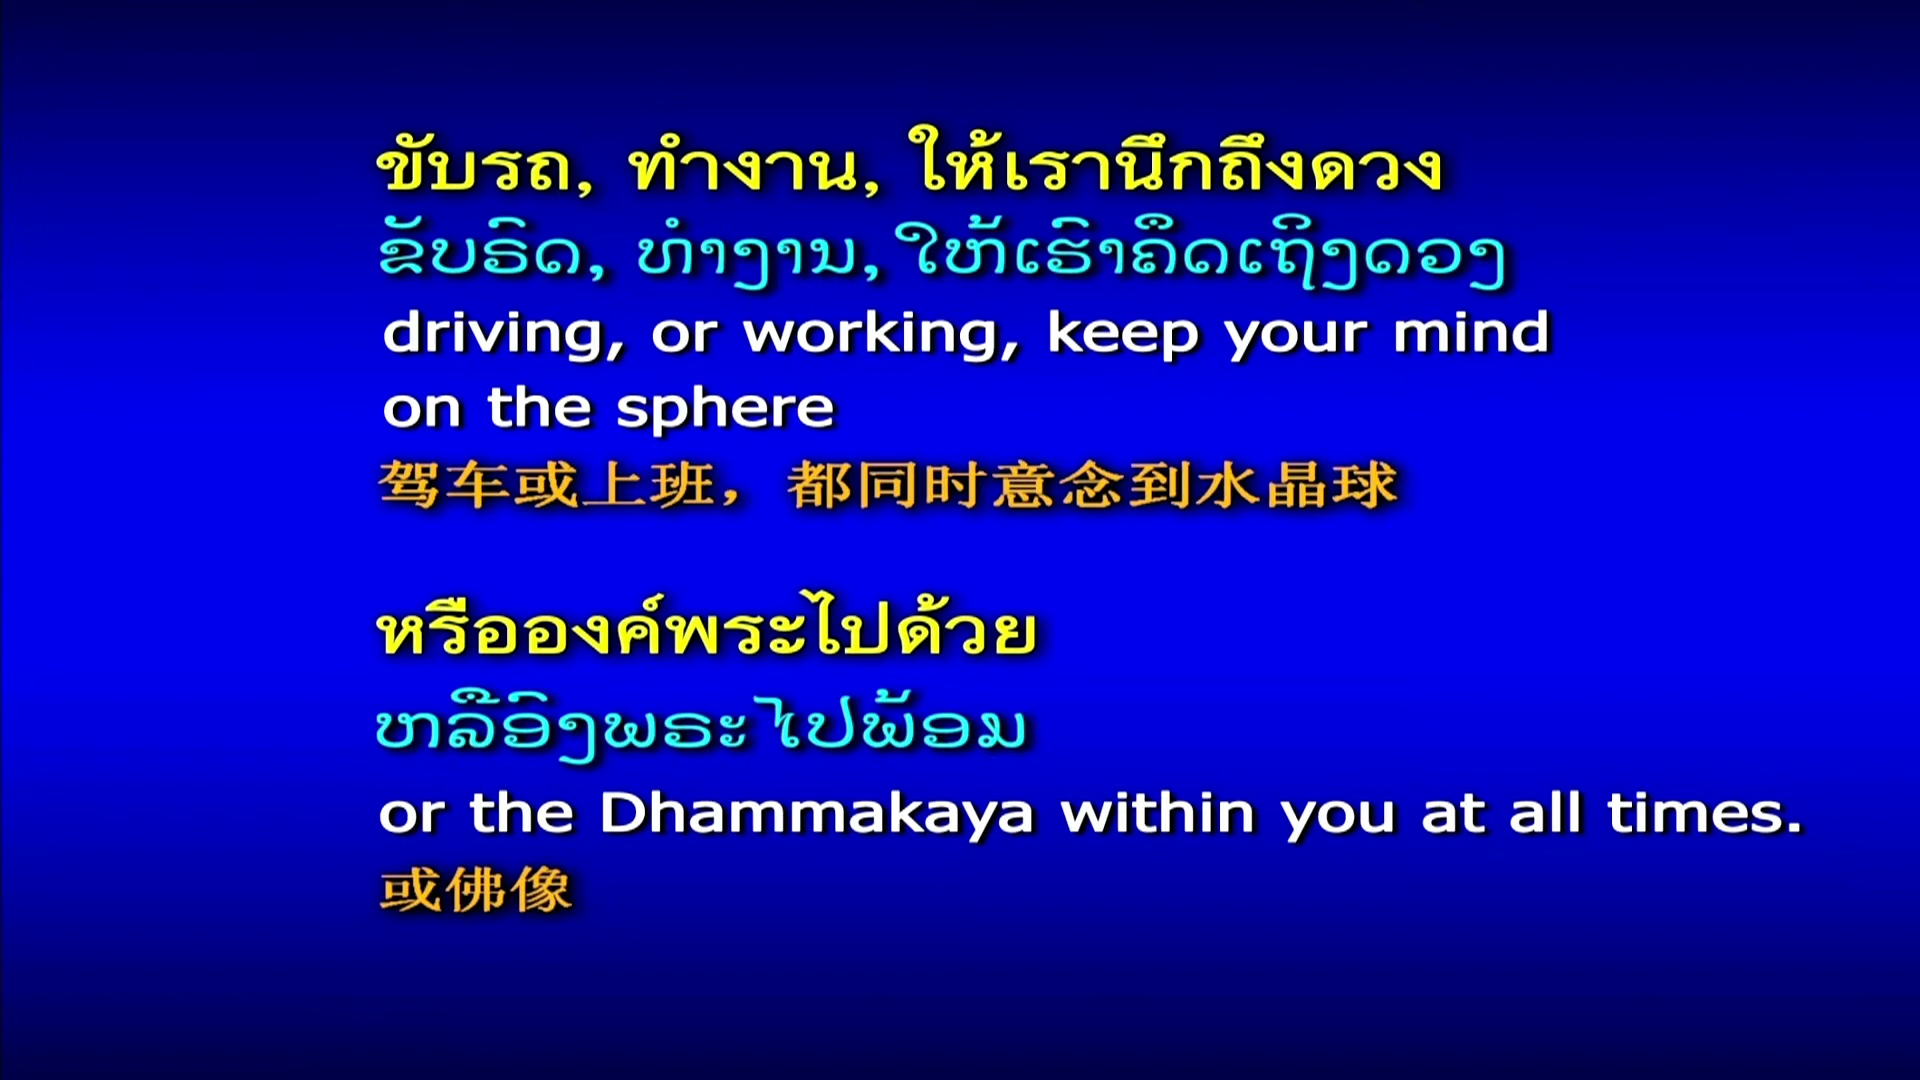 ขับรถ, ทำงาน, ให้เรานึกถึงดวง
ຂັບຣົດ, ທຳງານ, ໃຫ້ເຮົາຄຶດເຖິງດວງ
driving, or working, keep your mind
on the sphere
驾车或上班，都同时意念到水晶球
หรือองค์พระไปด้วย
ຫລືອົງພຣະໄປພ້ອມ
or the Dhammakaya within you at all times.
或佛像